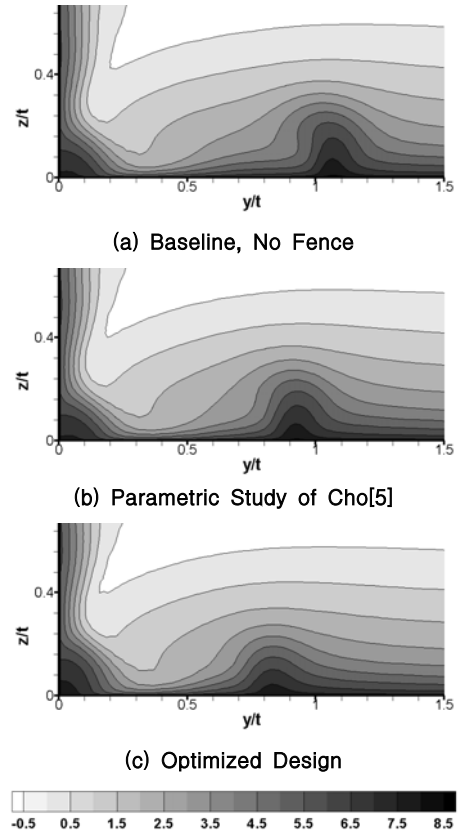 z/t
0.4
0
0 0.5 1 1.5
y/t
(a) Baseline, No Fence
z/t
0.4
0
0 0.5 1 1.5
y/t
(b) Parametric Study of Cho[5]
z/t
0.4
0
0 0.5 1 1.5
y/t
(c) Optimized Design
-0.5 0.5 1.5 2.5 3.5 4.5 5.5 6.5 7.5 8.5